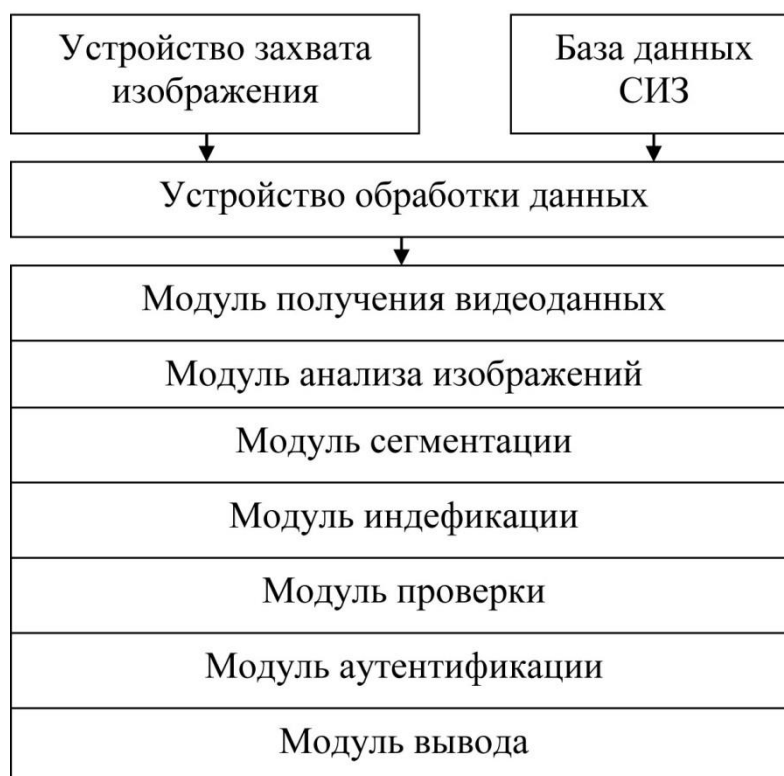 Устройство захвата
изображения
База данных
СИЗ
Устройство обработки данных
Модуль получения видеоданных
Модуль анализа изображений
Модуль сегментации
Модуль индефикации
Модуль проверки
Модуль аутентификации
Модуль вывода